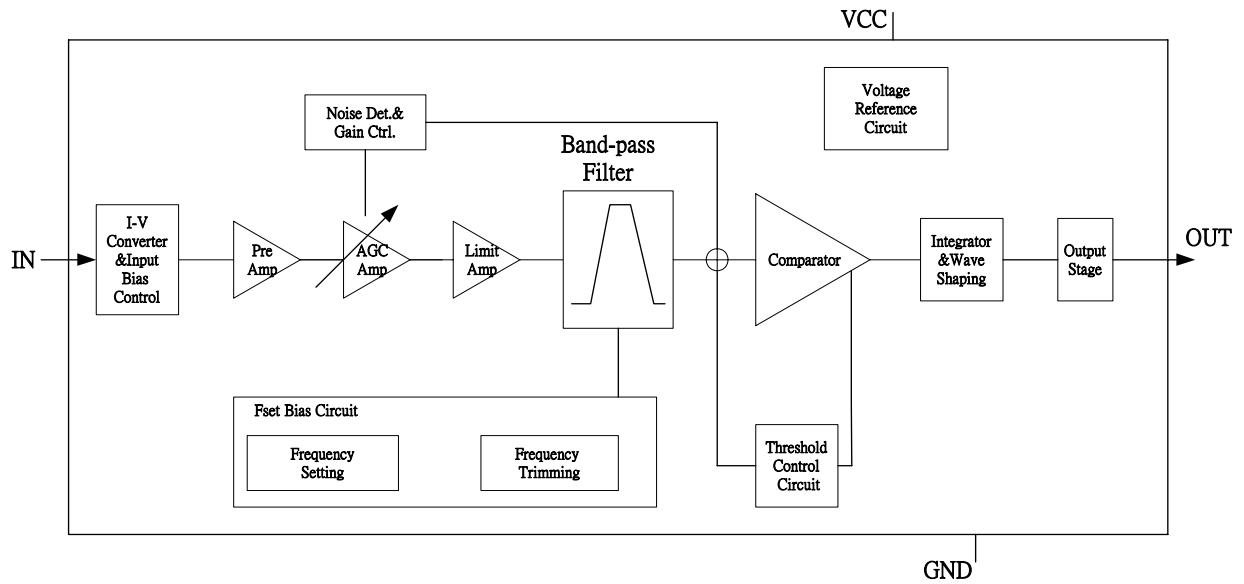 VCC
Voltage
Reference
Circuit
Noise Det.&
Gain Ctrl.
Band-pass
Filter
I-V
Converter
&Input
Bias
Control
Pre
Amp
AGC
Amp
Limit
Amp
Comparator
Integrator
&Wave
Shaping
Output
Stage
IN
OUT
Fset Bias Circuit
Frequency
Setting
Frequency
Trimming
Threshold
Control
Circuit
GND